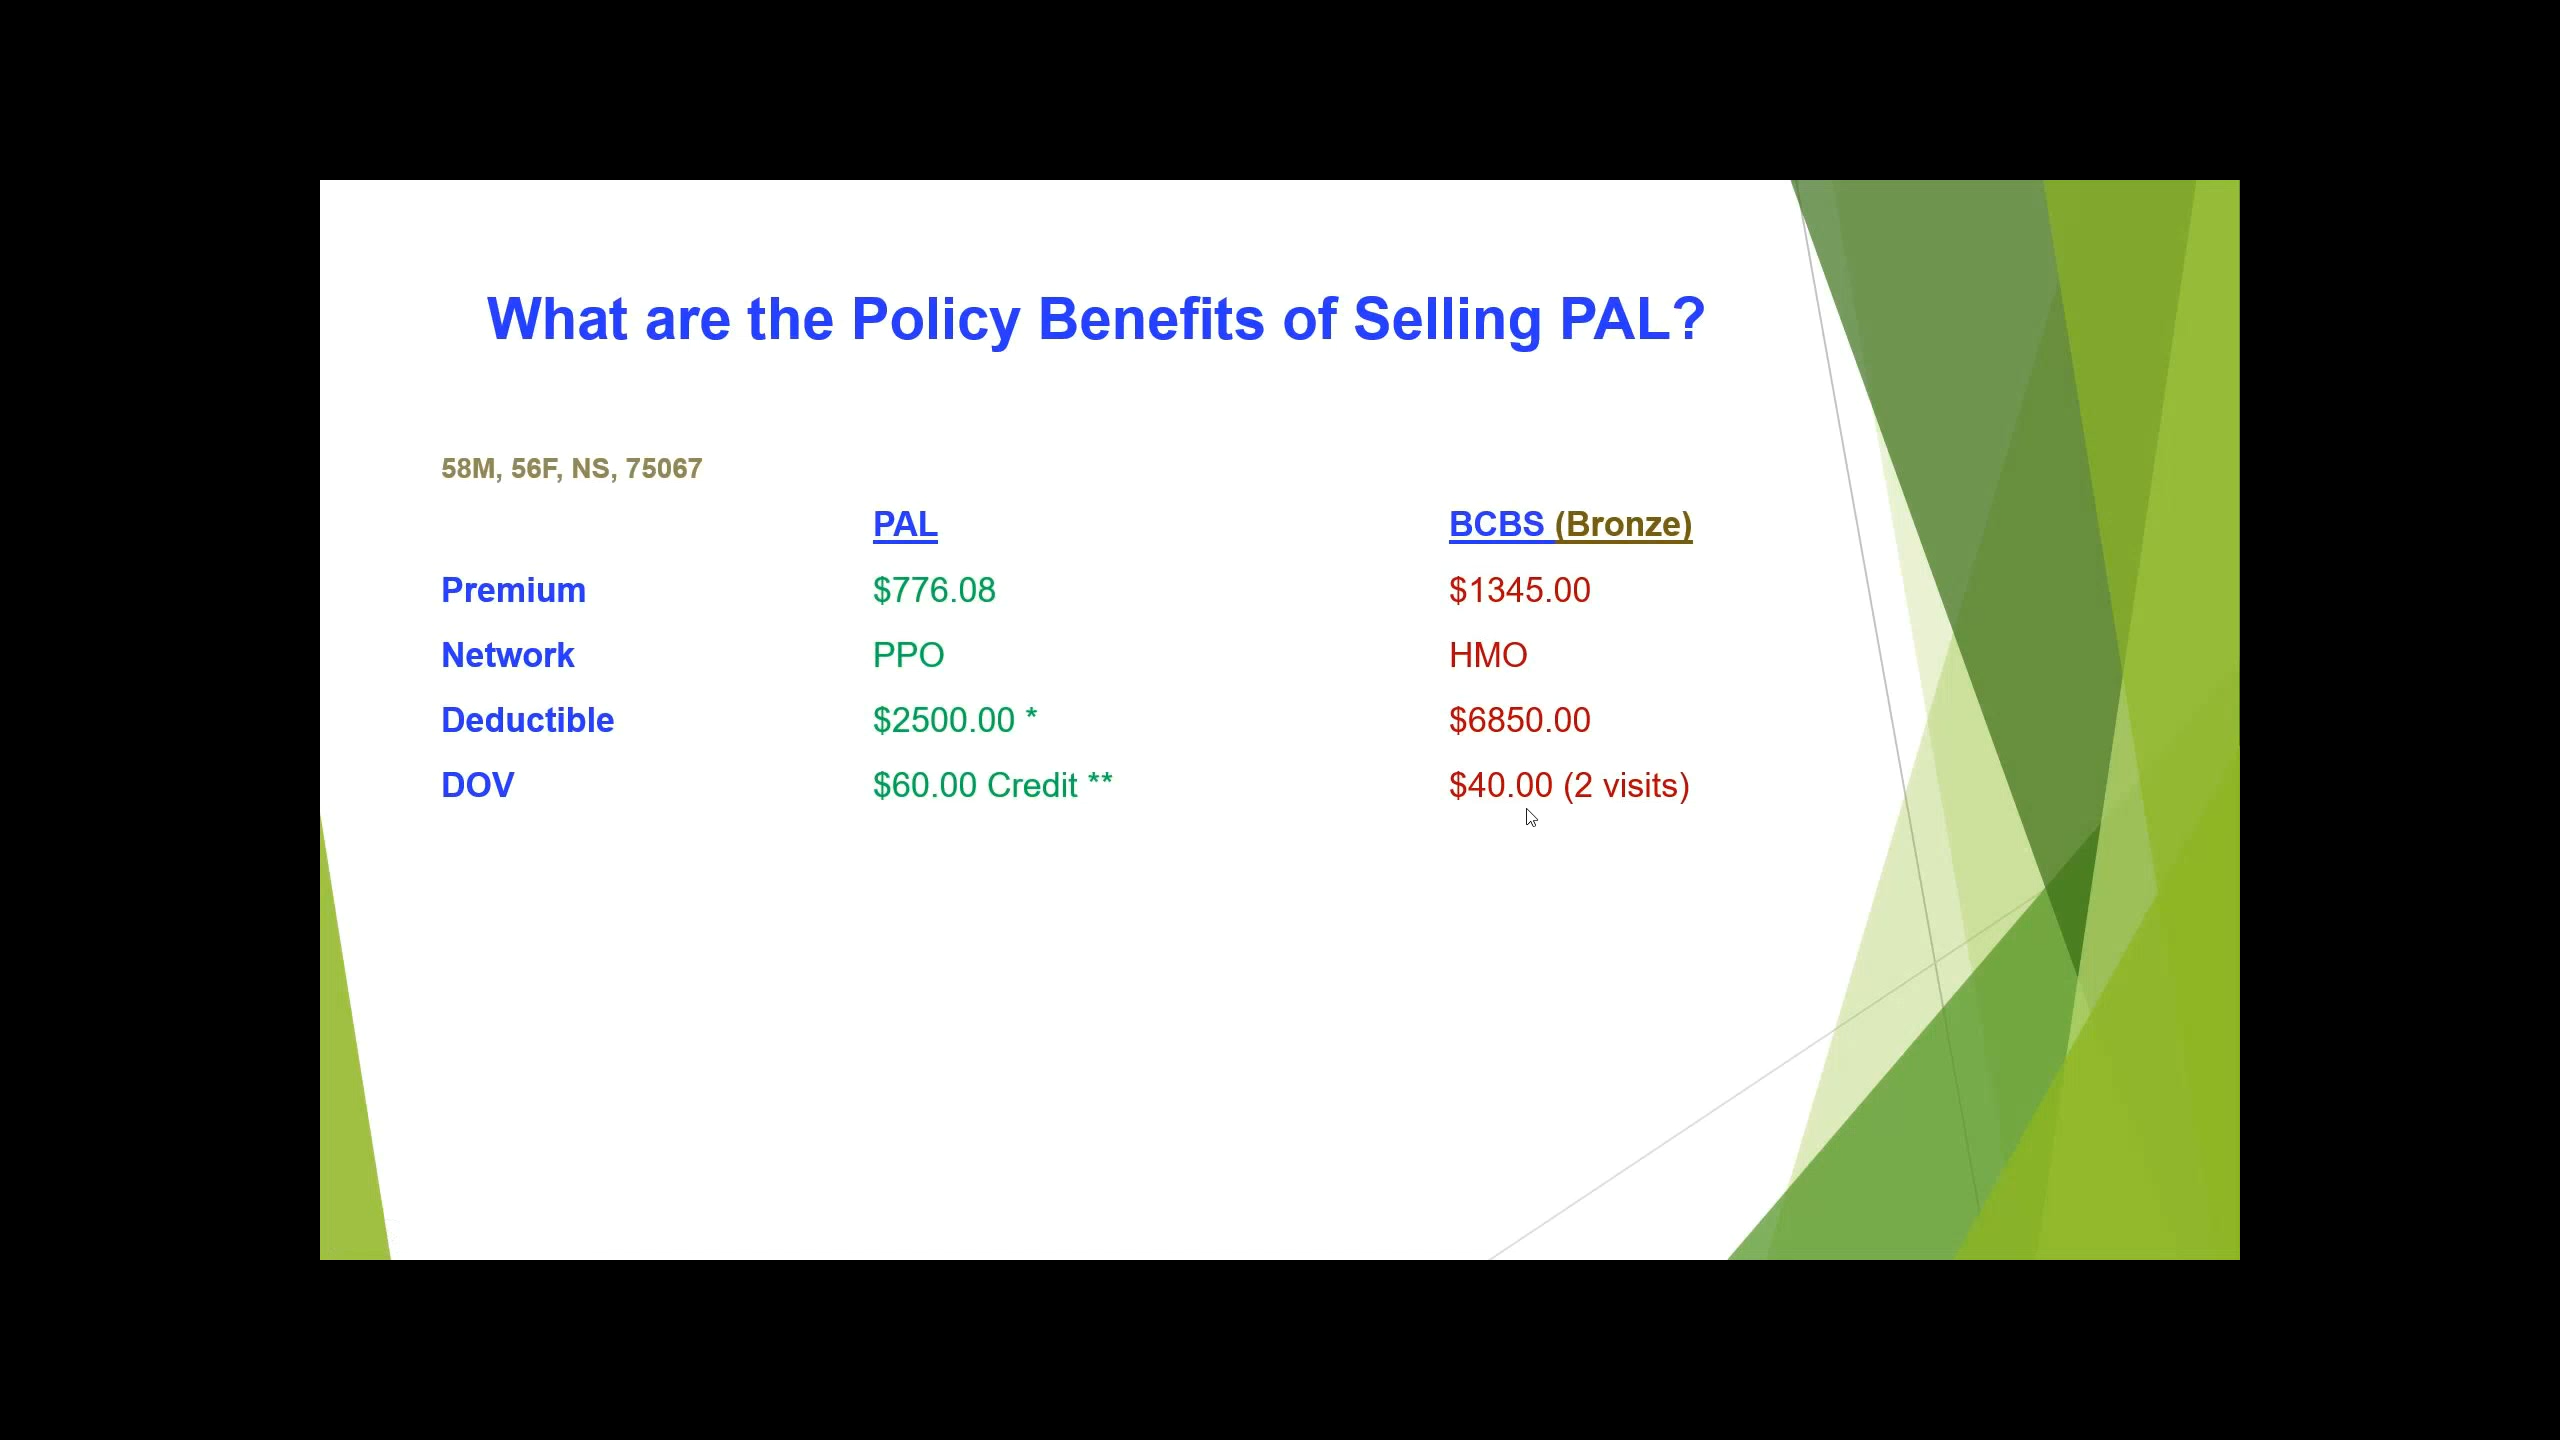 What are the Policy Benefits of Selling PAL?
58M, 56F, NS, 75067
PAL BCBS (Bronze)
Premium $776.08 $1345.00
Network PPO HMO
Deductible $2500.00 * $6850.00
DOV $60.00 Credit ** $40.00 (2 visits)